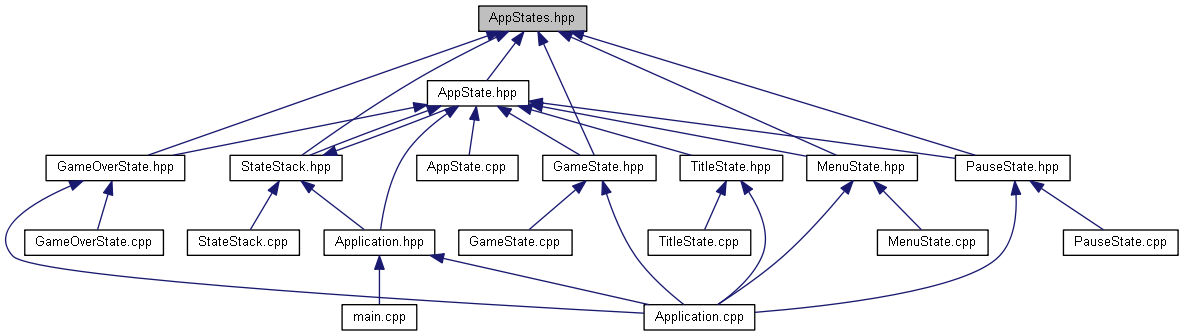 AppStates.hpp
AppState.hpp
GameOverState.hpp
StateStack.hpp
AppState.cpp
GameState.hpp
TitleState.hpp
MenuState.hpp
PauseState.hpp
GameOverState.cpp
StateStack.cpp
Application.hpp
GameState.cpp
TitleState.cpp
MenuState.cpp
PauseState.cpp
main.cpp
Application.cpp